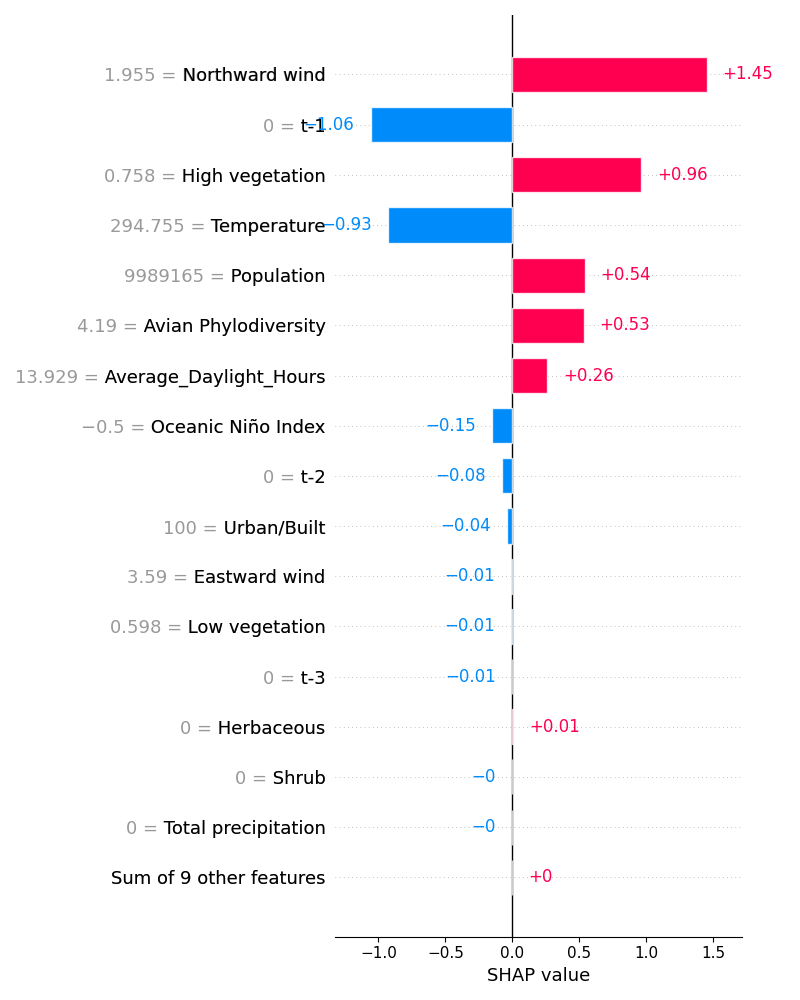 1.955 = Northward wind +1.45
0 = t-1 −1.06
0.758 = High vegetation +0.96
294.755 = Temperature −0.93
9989165 = Population +0.54
4.19 = Avian Phylodiversity +0.53
13.929 = Average_Daylight_Hours +0.26
−0.5 = Oceanic Niño Index −0.15
0 = t-2 −0.08
100 = Urban/Built −0.04
3.59 = Eastward wind −0.01
0.598 = Low vegetation −0.01
0 = t-3 −0.01
0 = Herbaceous +0.01
0 = Shrub −0
0 = Total precipitation −0
Sum of 9 other features +0
−1.0 −0.5 0.0 0.5 1.0 1.5
SHAP value